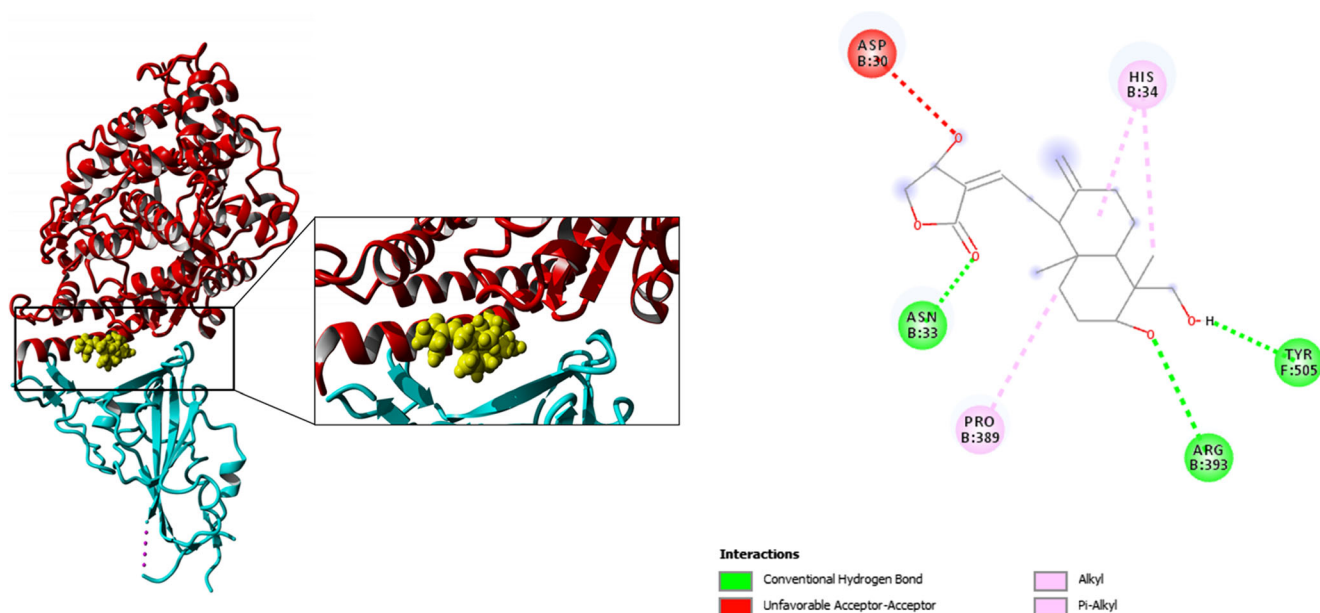 ASP
B:30
HIS
B:34
O
O
O
ASN
B:33
O
H
O
TYR
F:505
PRO
B:389
ARG
B:393
Interactions
Conventional Hydrogen Bond
Alkyl
Unfavorable Acceptor-Acceptor
Pi-Alkyl